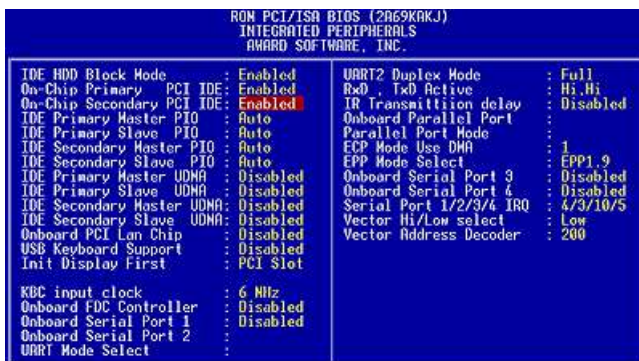 RON PCI/ISA BIOS (2A69KAKJ)
INTEGRATED PERIPHERALS
AWARD SOFTWARE, INC.
IDE HDD Block Mode : Enabled
On-Chip Primary PCI IDE: Enabled
On-Chip Secondary PCI IDE: Enabled
IDE Primary Master PIO : Auto
IDE Primary Slave PIO : Auto
IDE Secondary Master PIO : Auto
IDE Secondary Slave PIO : Auto
IDE Primary Master UDMA : Disabled
IDE Primary Slave UDMA : Disabled
IDE Secondary Master UDMA: Disabled
IDE Secondary Slave UDMA: Disabled
Onboard PCI Lan Chip : Disabled
USB Keyboard Support : Disabled
Init Display First : PCI Slot
KBC input clock : 6 MHz
Onboard FDC Controller : Disabled
Onboard Serial Port 1 : Disabled
Onboard Serial Port 2 :
UART Mode Select :
UART2 Duplex Mode : Full
RxD , TxD Active : Hi,Hi
IR Transmittiion delay : Disabled
Onboard Parallel Port :
Parallel Port Mode :
ECP Mode Use DMA : 1
EPP Mode Select : EPP1.9
Onboard Serial Port 3 : Disabled
Onboard Serial Port 4 : Disabled
Serial Port 1/2/3/4 IRQ : 4/3/10/5
Vector Hi/Low select : Low
Vector Address Decoder : 200